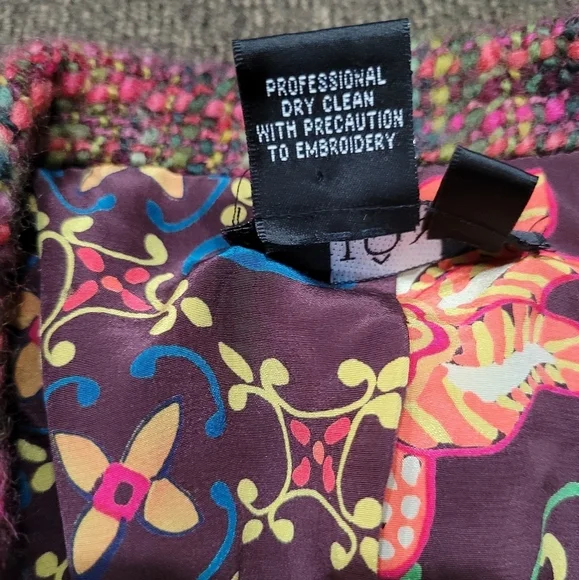 PROFESSIONAL
DRY CLEAN
WITH PRECAUTION
TO EMBROIDERY